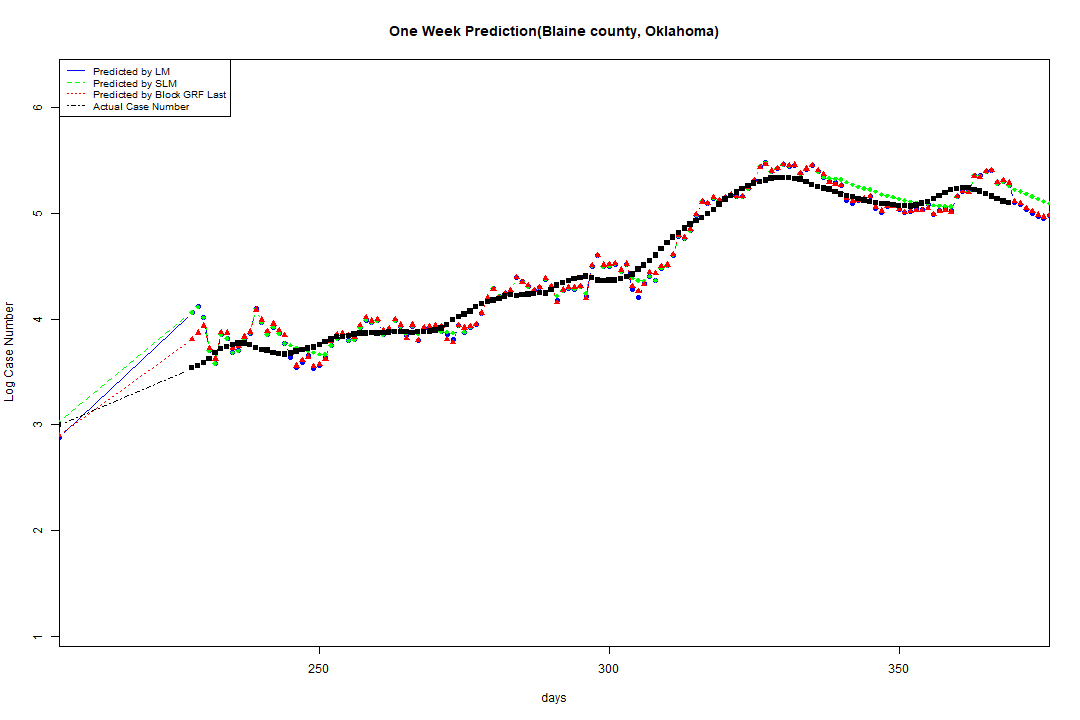 One Week Prediction(Blaine county, Oklahoma)
Predicted by LM
Predicted by SLM
Predicted by Block GRF Last
Actual Case Number
6
5
4
3
2
1
Log Case Number
250 300 350
days